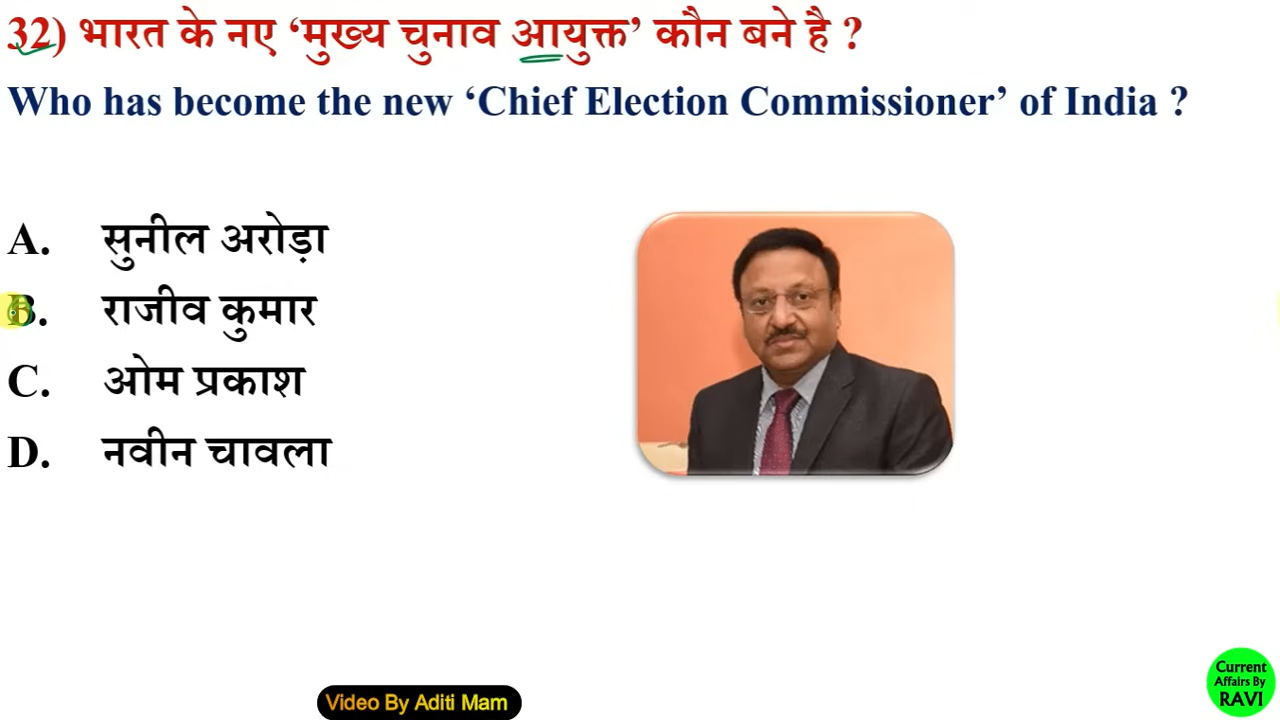 32) भारत के नए ‘मुख्य चुनाव आयुक्त’ कौन बने है ?
Who has become the new ‘Chief Election Commissioner’ of India ?
A. सुनील अरोड़ा
B. राजीव कुमार
C. ओम प्रकाश
D. नवीन चावला
Video By Aditi Mam
Current
Affairs By
RAVI